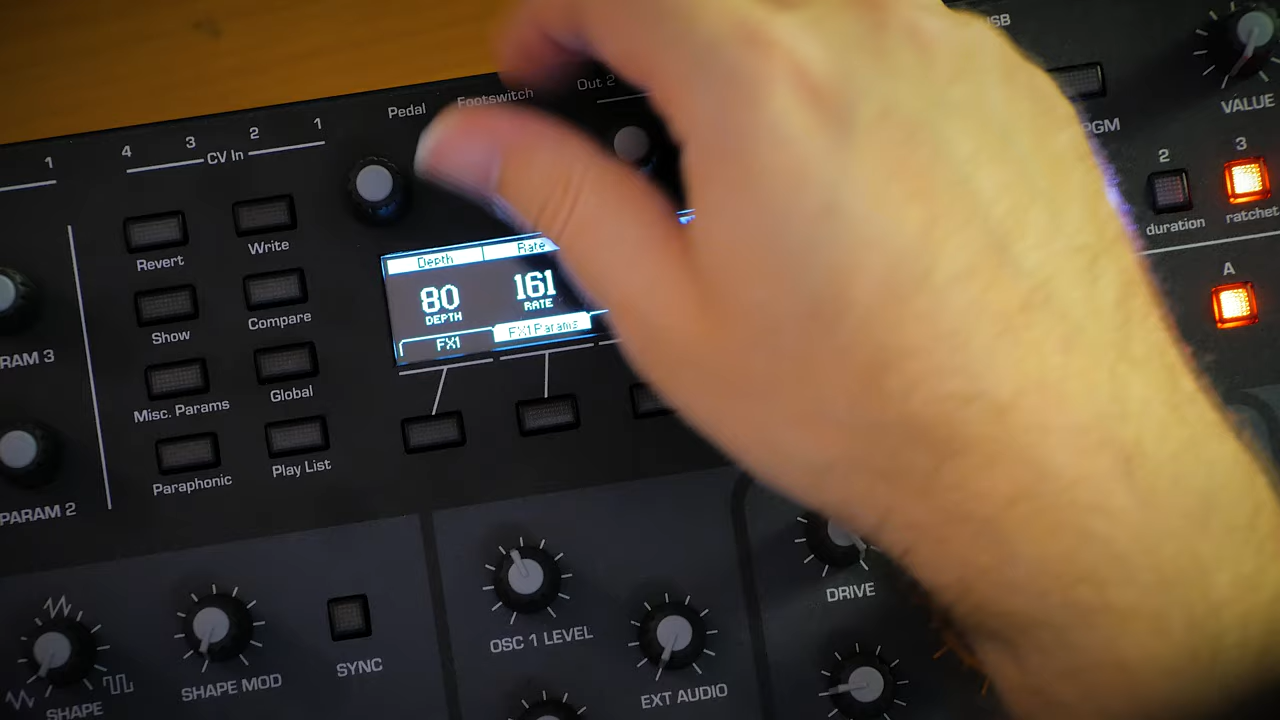 USB
VALUE
PGM
Out 2
Footswitch
Pedal
1
4 3 2 1
CV In
2 3
duration ratchet
A
Revert Write
Show Compare
Misc. Params Global
Paraphonic Play List
Depth Rate
80 161
DEPTH RATE
FX1 FX1 Params
RAM 3
PARAM 2
DRIVE
OSC 1 LEVEL
EXT AUDIO
SYNC
SHAPE MOD
SHAPE